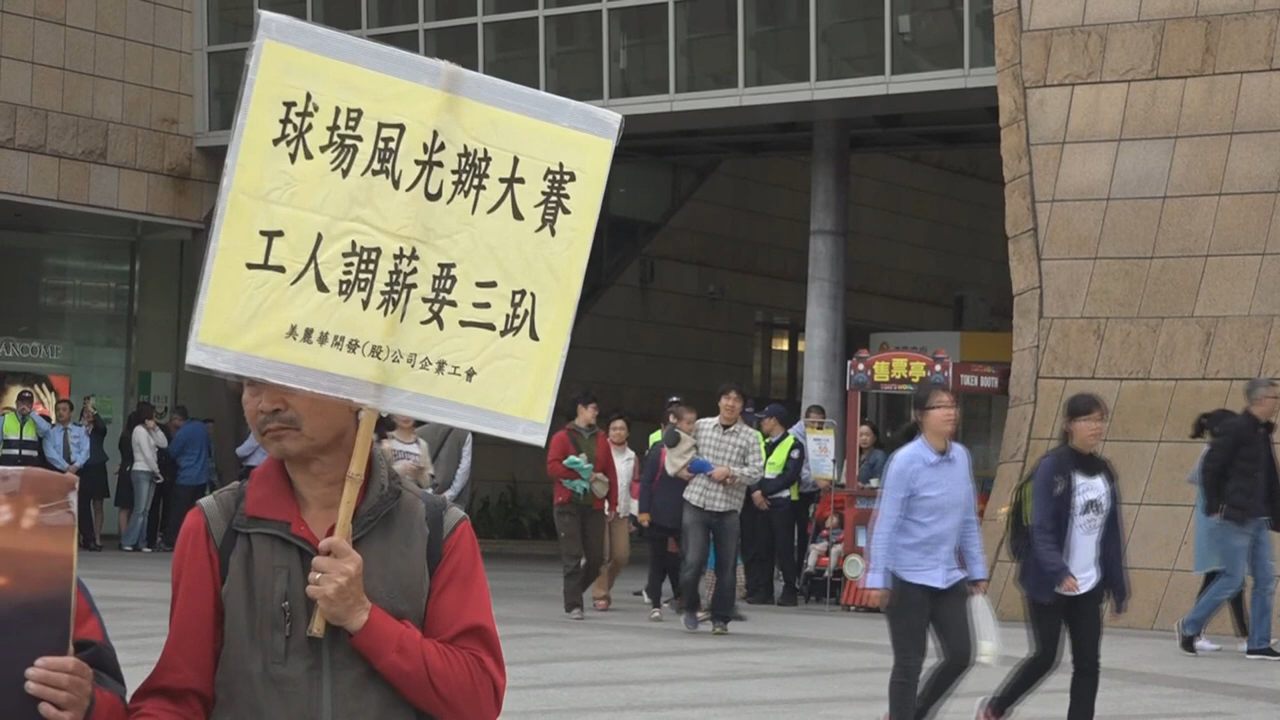 球場風光辦大賽
工人調薪要三趴
美麗華開發(股)公司企業工會
LANCOME
售票亭
TOKEN BOOTH